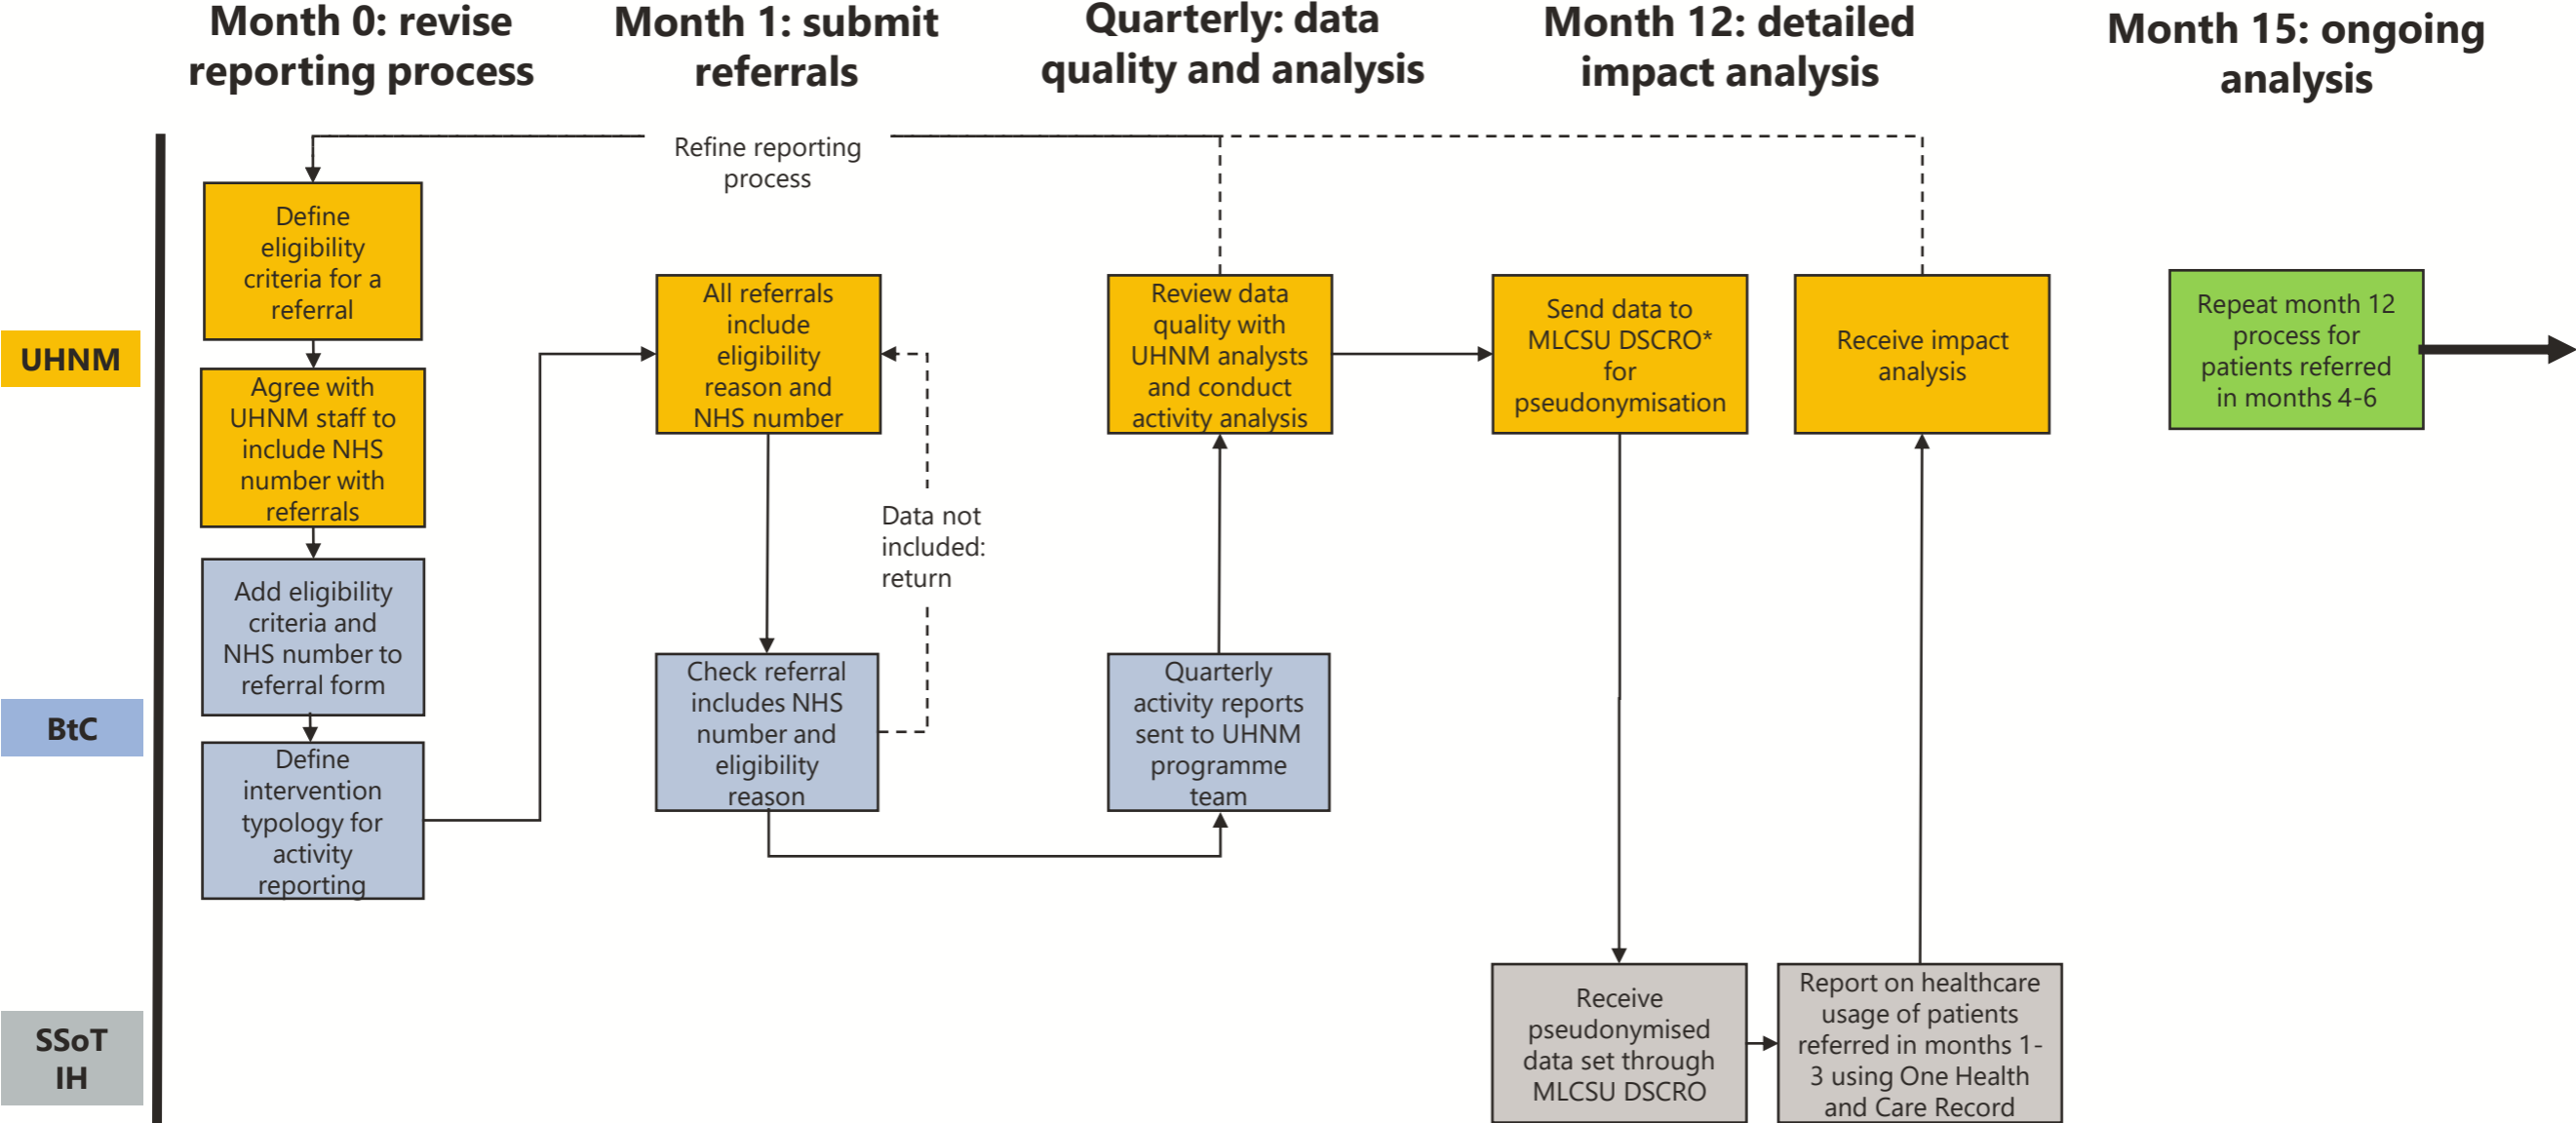 Month 0: revise
reporting process
Month 1: submit
referrals
Quarterly: data
quality and analysis
Month 12: detailed
impact analysis
Month 15: ongoing
analysis
Refine reporting
process
UHNM
Define
eligibility
criteria for a
referral
Agree with
UHNM staff to
include NHS
number with
referrals
All referrals
include
eligibility
reason and
NHS number
Review data
quality with
UHNM analysts
and conduct
activity analysis
Send data to
MLCSU DSCRO*
for
pseudonymisation
Receive impact
analysis
Repeat month 12
process for
patients referred
in months 4-6
Data not
included:
return
BtC
Add eligibility
criteria and
NHS number to
referral form
Define
intervention
typology for
activity
reporting
Check referral
includes NHS
number and
eligibility
reason
Quarterly
activity reports
sent to UHNM
programme
team
SSoT
IH
Receive
pseudonymised
data set through
MLCSU DSCRO
Report on healthcare
usage of patients
referred in months 1-
3 using One Health
and Care Record